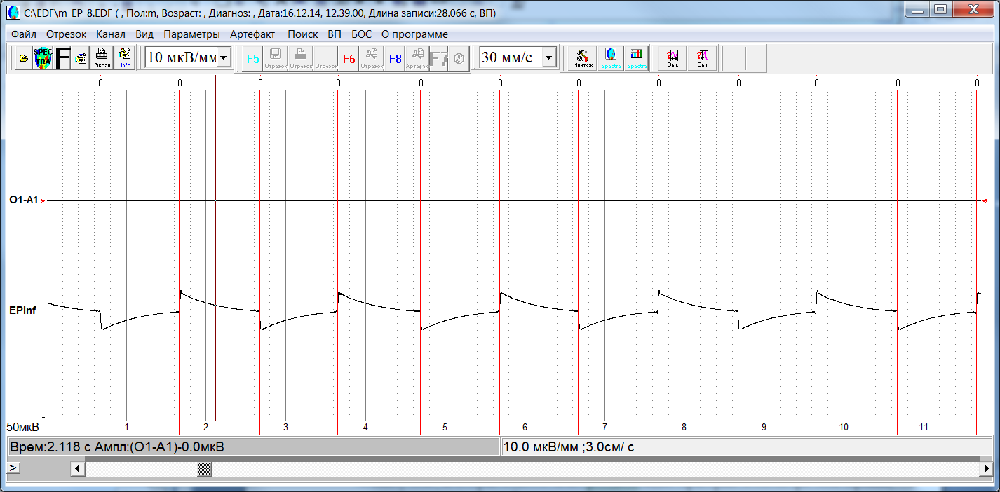 C:\EDF\m_EP_8.EDF ( , Пол:m, Возраст: , Диагноз: , Дата:16.12.14, 12.39.00, Длина записи:28.066 с, ВП)
Файл Отрезок Канал Вид Параметры Артефакт Поиск ВП БОС О программе
SPEC TRA F Экран info 10 мкВ/мм F5 Отрезок Отрезок Отрезок F6 Отрезок F8 Артофак F7 30 мм/с Монтаж Spectra Spectra Вкл. Вкл.
0 0 0 0 0 0 0 0 0 0 0 0
O1-A1
EPInf
50мкВ 1 2 3 4 5 6 7 8 9 10 11
Врем:2.118 с Ампл:(O1-A1)-0.0мкВ 10.0 мкВ/мм ;3.0см/ с
>